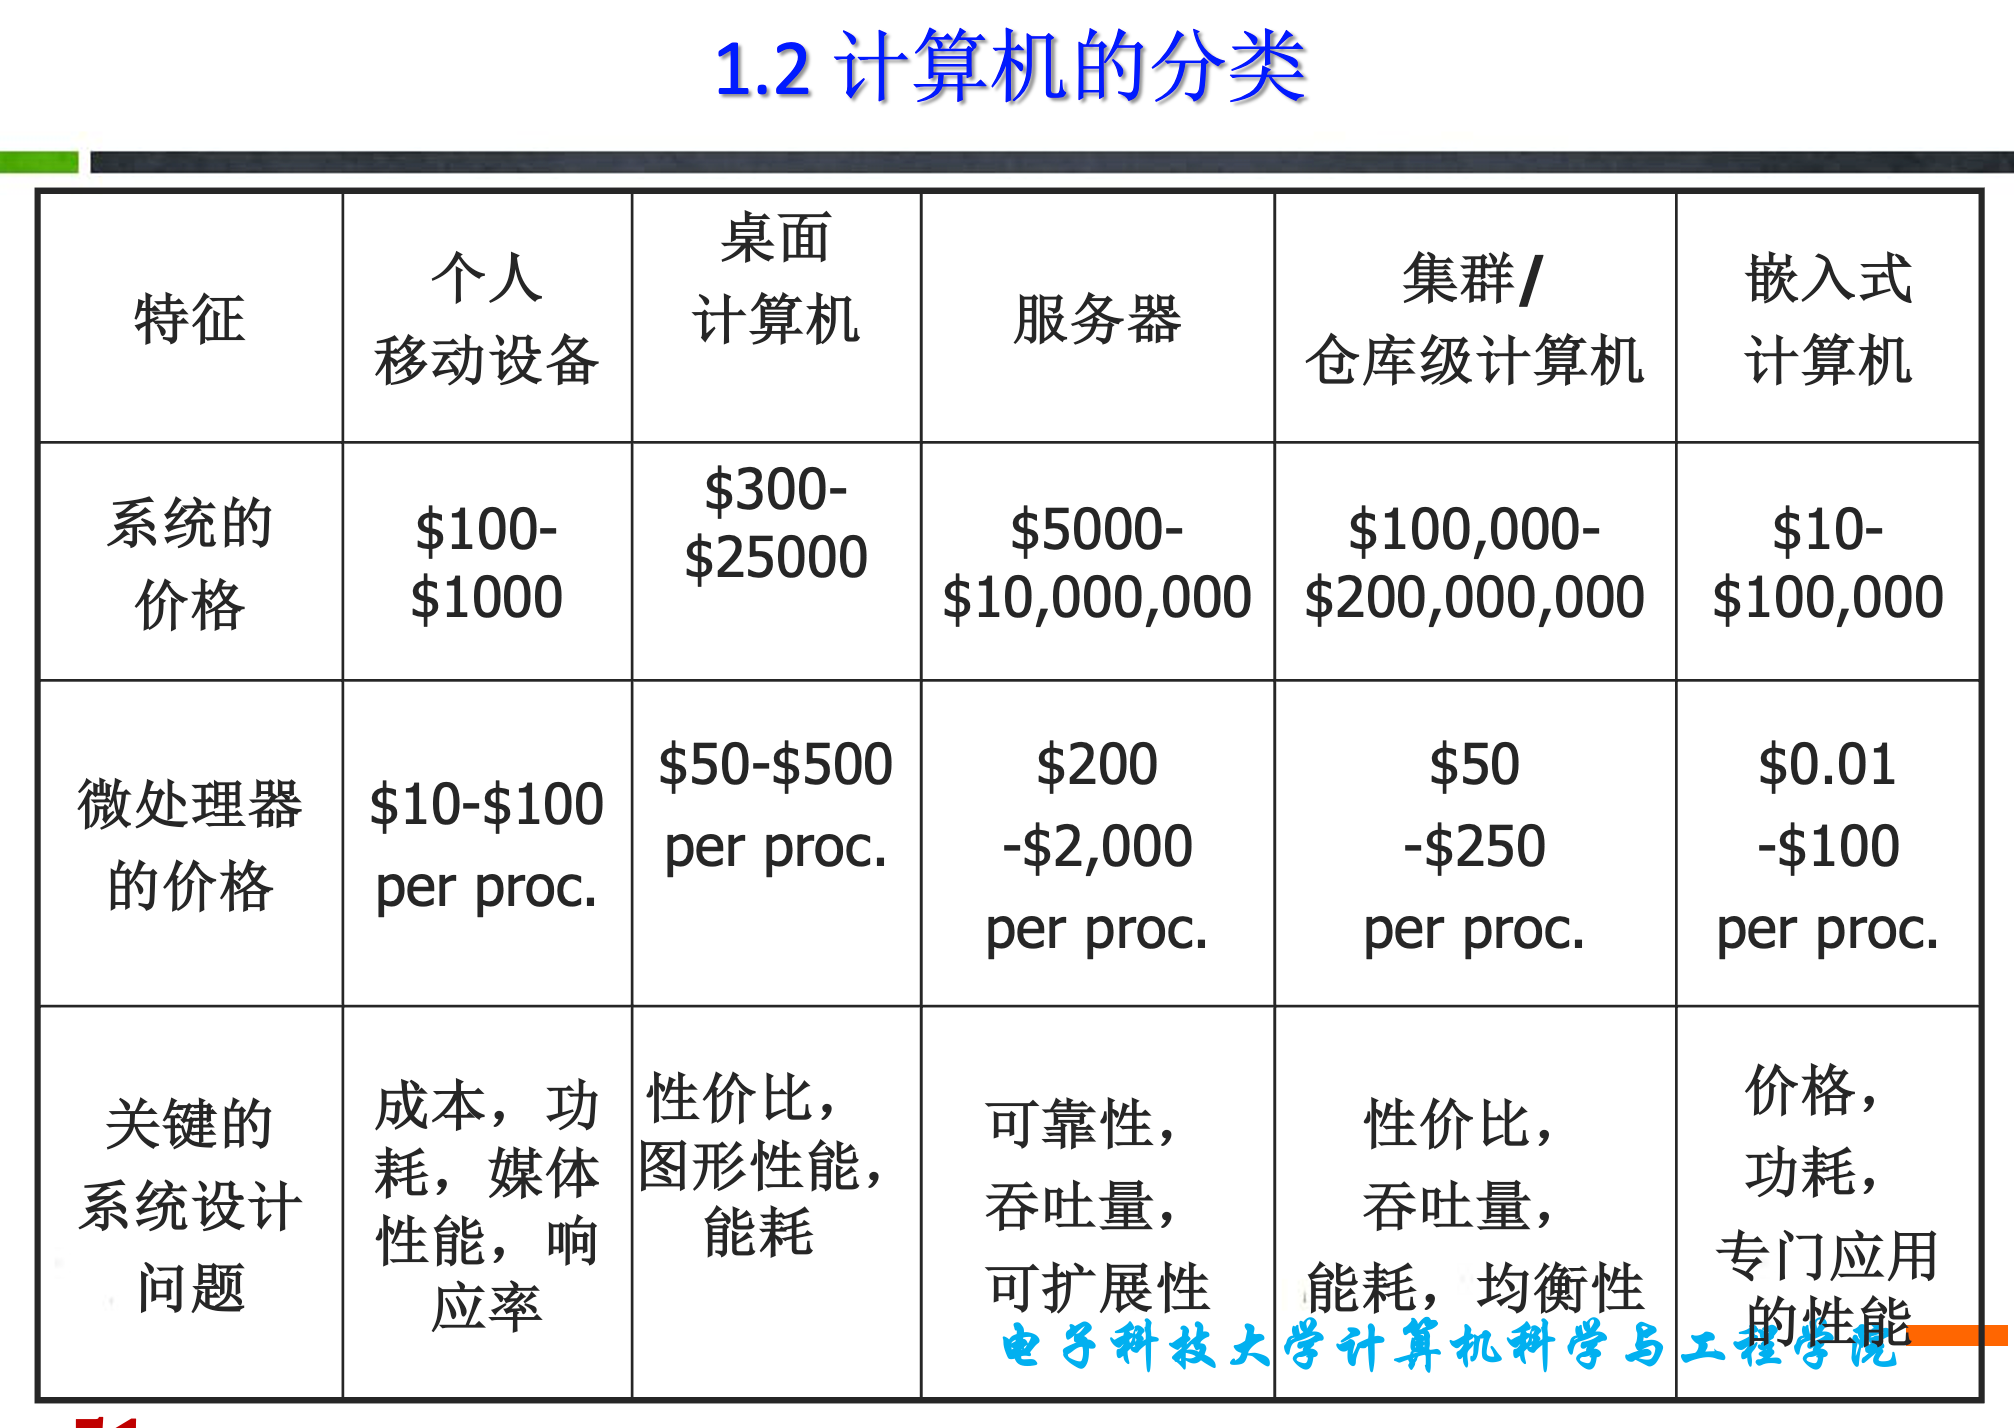 1.2 计算机的分类
特征
个人
移动设备
桌面
计算机
服务器
集群/
仓库级计算机
嵌入式
计算机
系统的
价格
$100-
$1000
$300-
$25000
$5000-
$10,000,000
$100,000-
$200,000,000
$10-
$100,000
微处理器
的价格
$10-$100
per proc.
$50-$500
per proc.
$200
-$2,000
per proc.
$50
-$250
per proc.
$0.01
-$100
per proc.
关键的
系统设计
问题
成本，功
耗，媒体
性能，响
应率
性价比，
图形性能，
能耗
可靠性，
吞吐量，
可扩展性
性价比，
吞吐量，
能耗，均衡性
价格，
功耗，
专门应用
的性能
电子科技大学计算机科学与工程学院